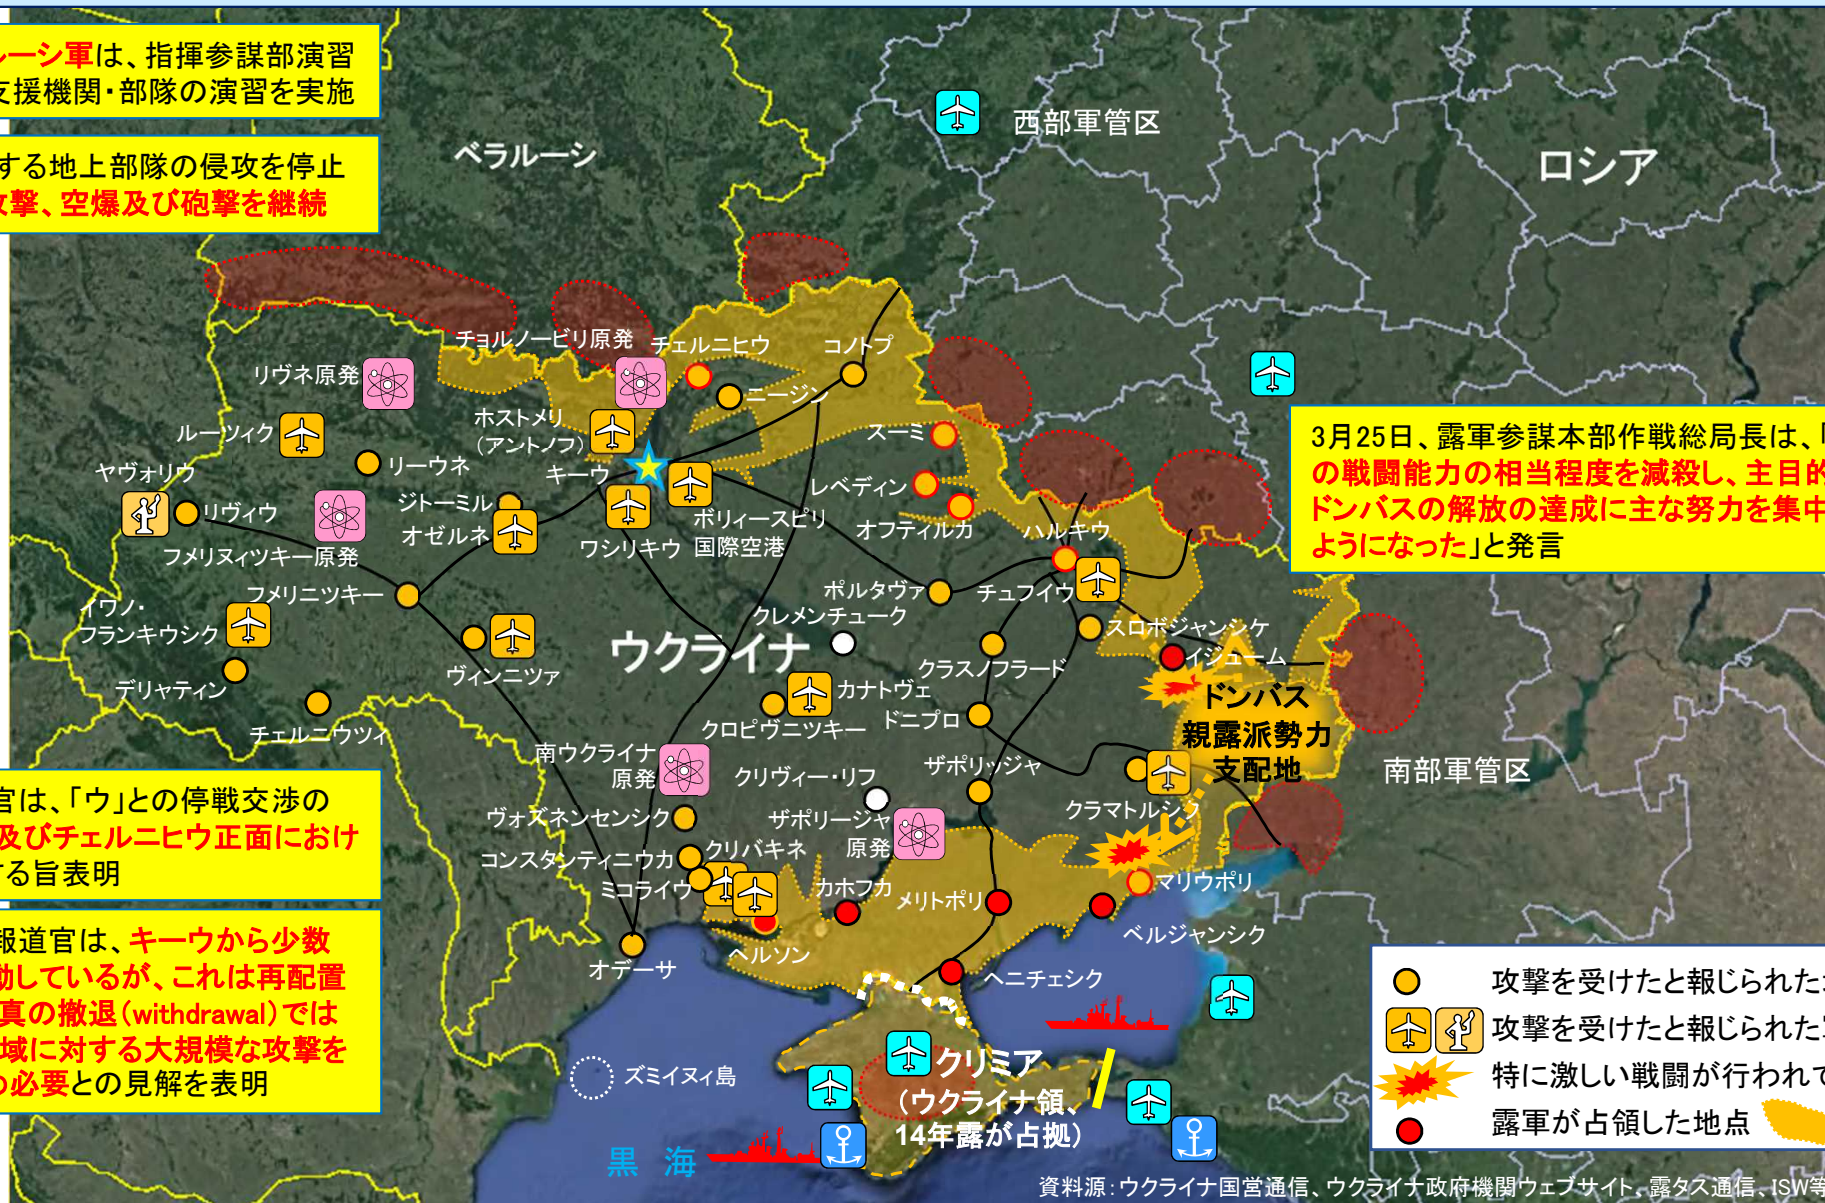 ルーシ軍は、指揮参謀部演習
支援機関・部隊の演習を実施
する地上部隊の侵攻を停止
攻撃、空爆及び砲撃を継続
ベラルーシ
西部軍管区
ロシア
チョルノービリ原発
チェルニヒウ
コノトプ
リヴネ原発
ニージン
ホストメリ
(アントノフ)
ルーツィク
スーミ
リーウネ
キーウ
ヤヴォリウ
レベディン
ジトーミル
リヴィウ
ボリィースピリ
国際空港
オフティルカ
ハルキウ
オゼルネ
ワシリキウ
フメリヌィツキー原発
3月25日、露軍参謀本部作戦総局長は、「
の戦闘能力の相当程度を減殺し、主目的
ドンバスの解放の達成に主な努力を集中
ようになった」と発言
フメリニツキー
ポルタヴァ
チュフイウ
イワノ・
フランキウシク
クレメンチューク
スロボジャンシケ
ウクライナ
イジューム
クラスノフラード
ヴィンニツァ
デリャティン
カナトヴェ
ドンバス
親露派勢力
支配地
チェルニウツィ
クロピヴニツキー
ドニプロ
南ウクライナ
原発
クリヴィー・リフ
ザポリッジャ
南部軍管区
官は、「ウ」との停戦交渉の
及びチェルニヒウ正面におけ
する旨表明
ヴォズネンセンシク
ザポリージャ
原発
クラマトルシク
コンスタンティニウカ
クリバキネ
ミコライウ
カホフカ
メリトポリ
マリウポリ
ベルジャンシク
報道官は、キーウから少数
動しているが、これは再配置
真の撤退(withdrawal)では
域に対する大規模な攻撃を
め必要との見解を表明
ヘルソン
オデーサ
ヘニチェシク
ズミイヌィ島
クリミア
(ウクライナ領、
14年露が占拠)
黒 海
攻撃を受けたと報じられた
攻撃を受けたと報じられた
特に激しい戦闘が行われて
露軍が占領した地点
資料源:ウクライナ国営通信、ウクライナ政府機関ウェブサイト、露タス通信、ISW等